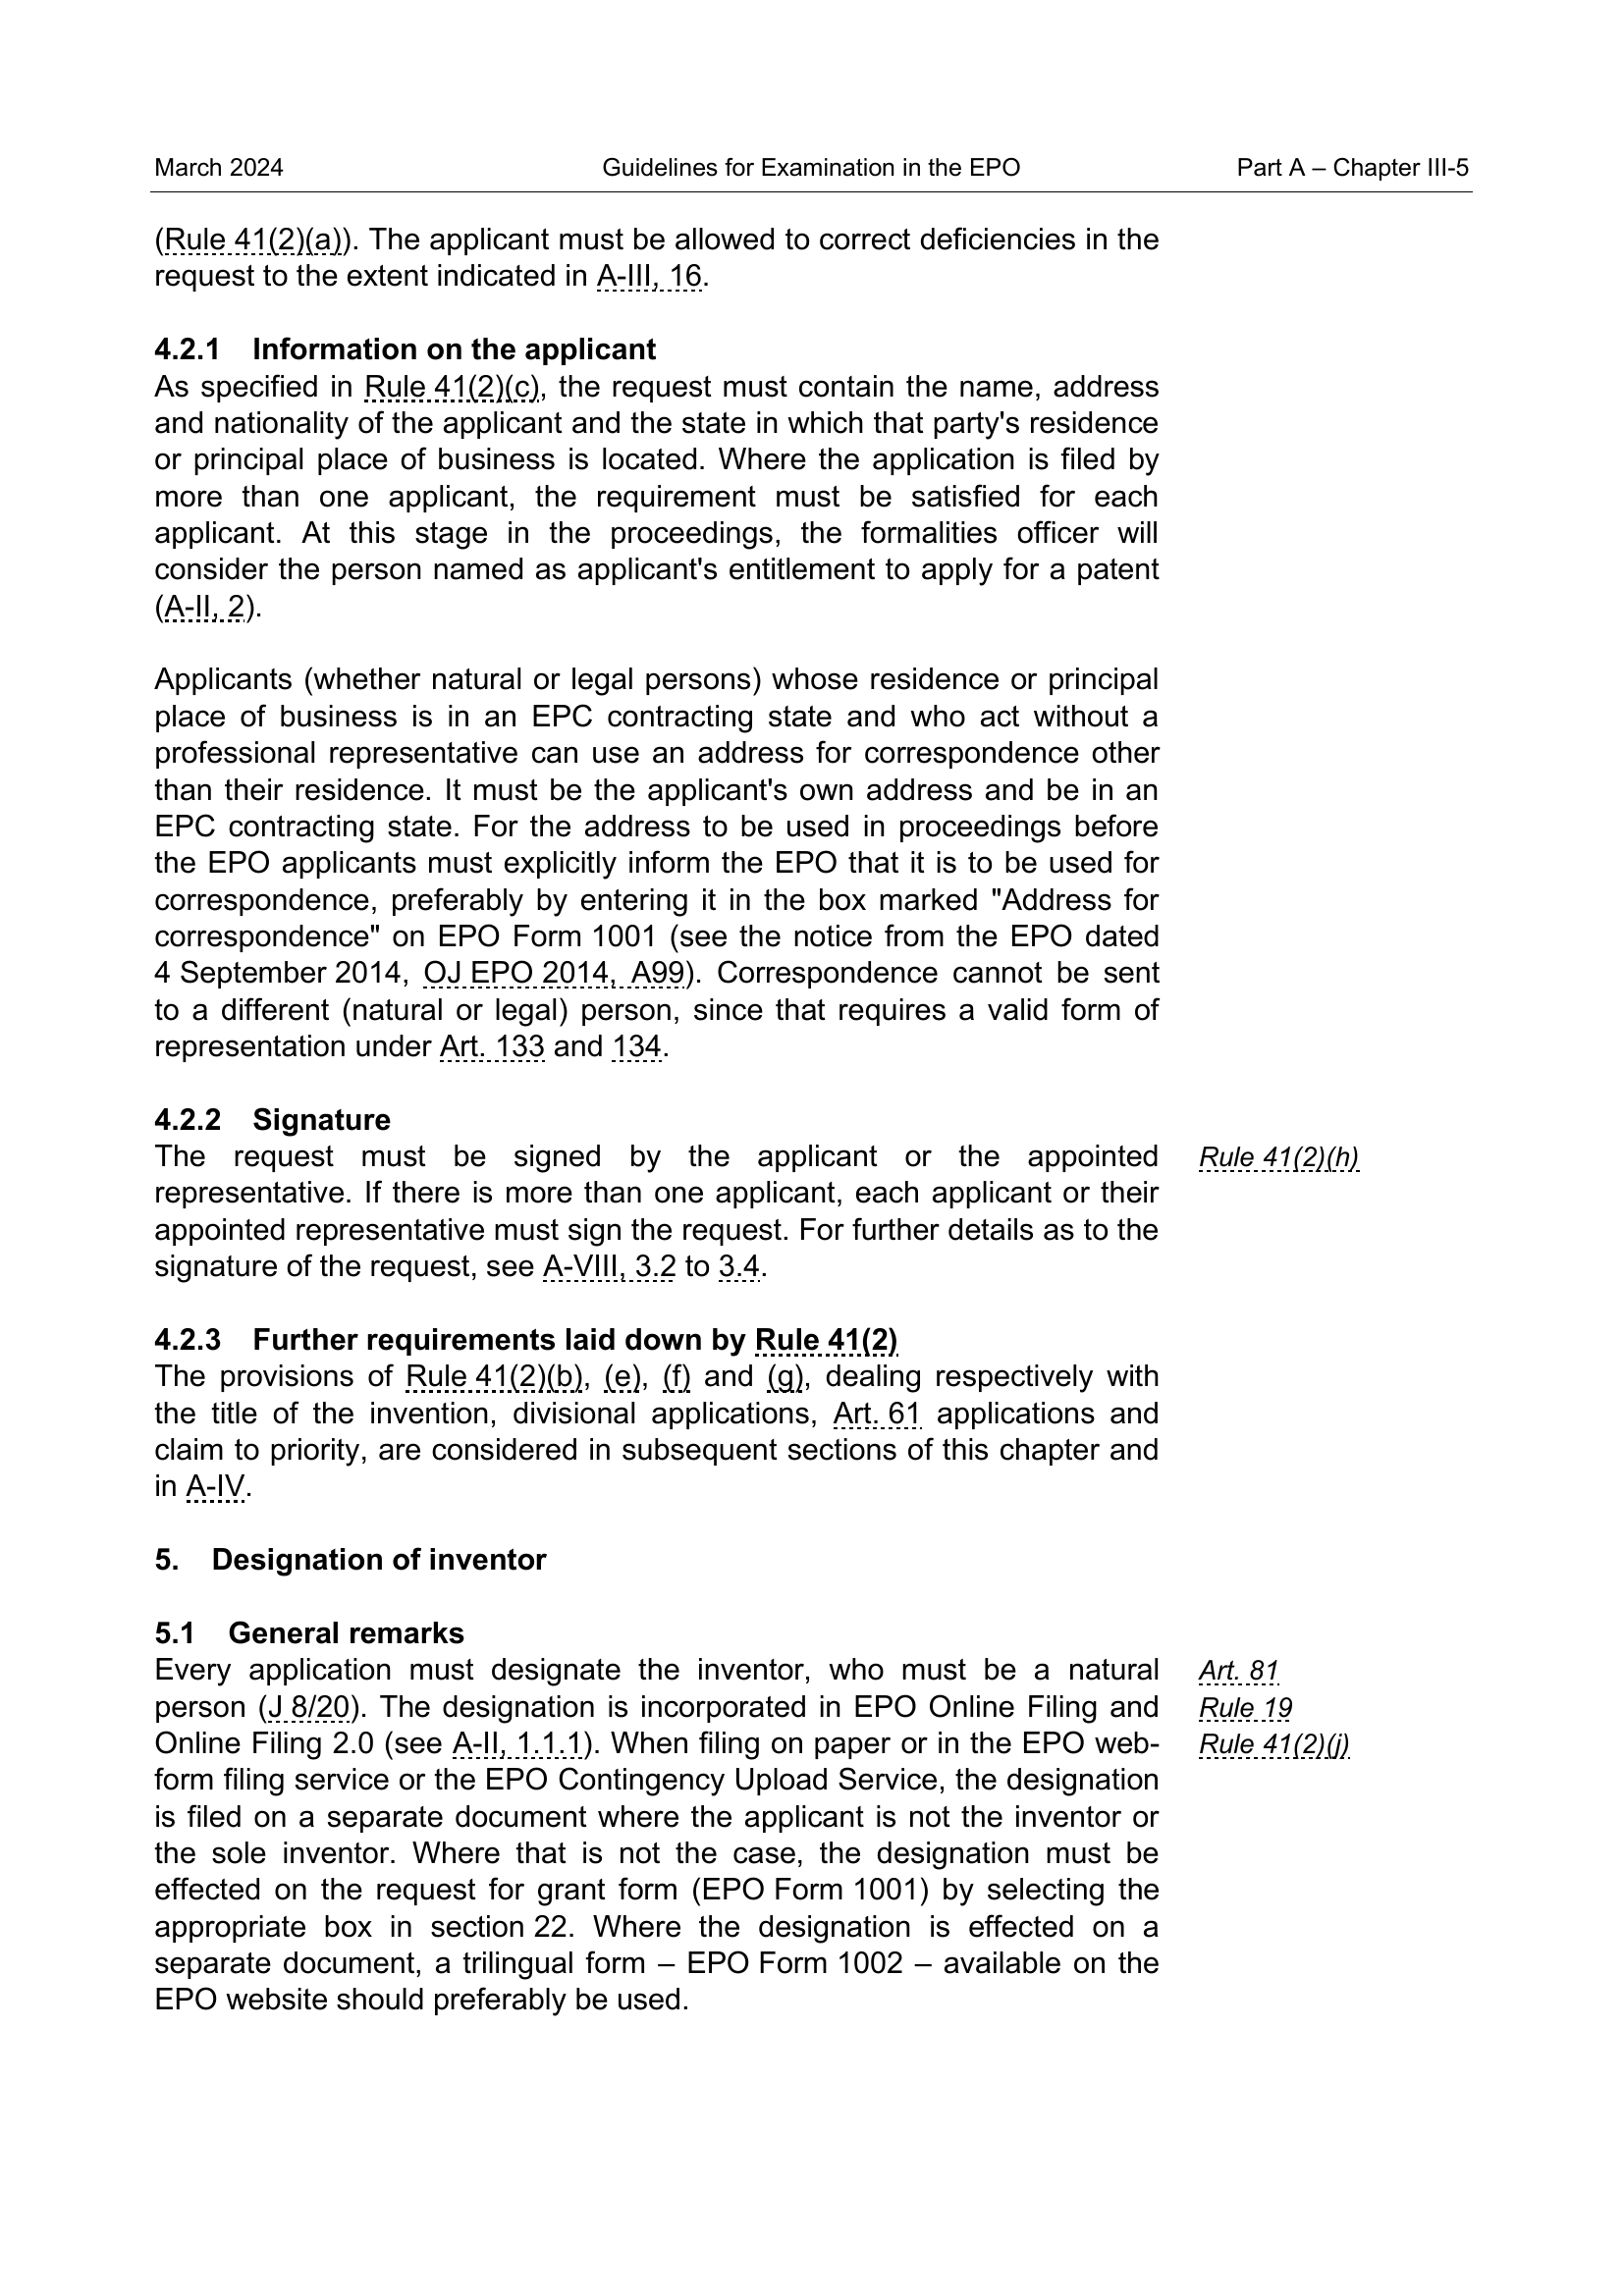 March 2024 Guidelines for Examination in the EPO Part A – Chapter III-5
(Rule 41(2)(a)). The applicant must be allowed to correct deficiencies in the
request to the extent indicated in A-III, 16.
4.2.1 Information on the applicant
As specified in Rule 41(2)(c), the request must contain the name, address
and nationality of the applicant and the state in which that party's residence
or principal place of business is located. Where the application is filed by
more than one applicant, the requirement must be satisfied for each
applicant. At this stage in the proceedings, the formalities officer will
consider the person named as applicant's entitlement to apply for a patent
(A-II, 2).
Applicants (whether natural or legal persons) whose residence or principal
place of business is in an EPC contracting state and who act without a
professional representative can use an address for correspondence other
than their residence. It must be the applicant's own address and be in an
EPC contracting state. For the address to be used in proceedings before
the EPO applicants must explicitly inform the EPO that it is to be used for
correspondence, preferably by entering it in the box marked "Address for
correspondence" on EPO Form 1001 (see the notice from the EPO dated
4 September 2014, OJ EPO 2014, A99). Correspondence cannot be sent
to a different (natural or legal) person, since that requires a valid form of
representation under Art. 133 and 134.
4.2.2 Signature
The request must be signed by the applicant or the appointed Rule 41(2)(h)
representative. If there is more than one applicant, each applicant or their
appointed representative must sign the request. For further details as to the
signature of the request, see A-VIII, 3.2 to 3.4.
4.2.3 Further requirements laid down by Rule 41(2)
The provisions of Rule 41(2)(b), (e), (f) and (g), dealing respectively with
the title of the invention, divisional applications, Art. 61 applications and
claim to priority, are considered in subsequent sections of this chapter and
in A-IV.
5. Designation of inventor
5.1 General remarks
Every application must designate the inventor, who must be a natural Art. 81
person (J 8/20). The designation is incorporated in EPO Online Filing and Rule 19
Online Filing 2.0 (see A-II, 1.1.1). When filing on paper or in the EPO web- Rule 41(2)(j)
form filing service or the EPO Contingency Upload Service, the designation
is filed on a separate document where the applicant is not the inventor or
the sole inventor. Where that is not the case, the designation must be
effected on the request for grant form (EPO Form 1001) by selecting the
appropriate box in section 22. Where the designation is effected on a
separate document, a trilingual form – EPO Form 1002 – available on the
EPO website should preferably be used.